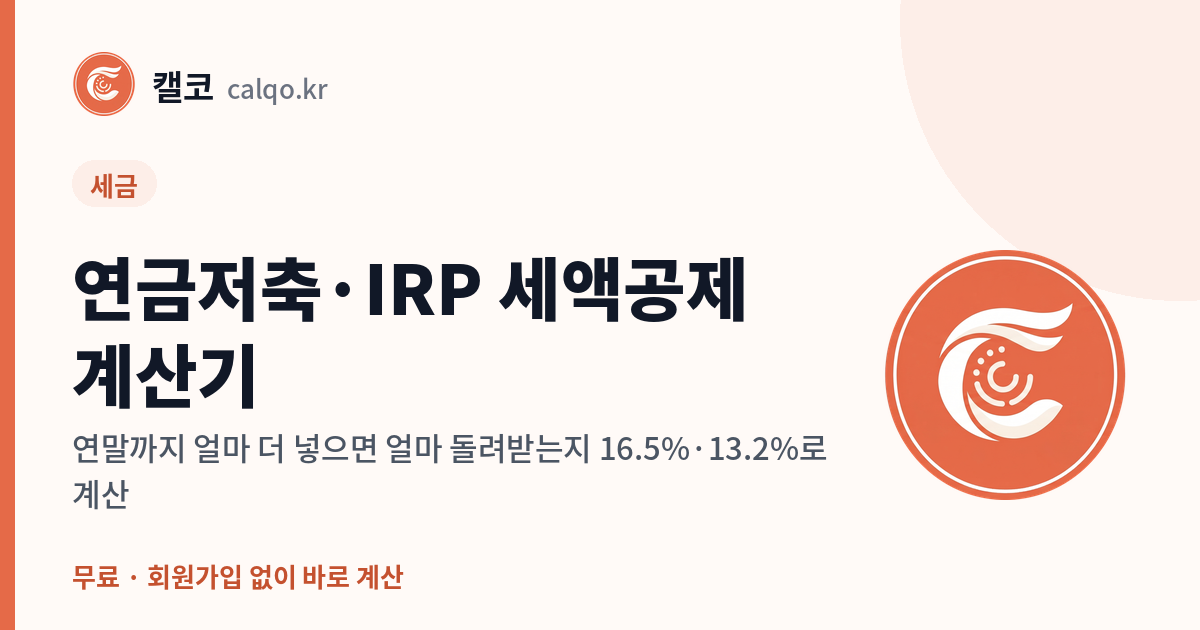 캘코 calqo.kr
세금
연금저축·IRP 세액공제
계산기
연말까지 얼마 더 넣으면 얼마 돌려받는지 16.5%·13.2%로
계산
무료 · 회원가입 없이 바로 계산